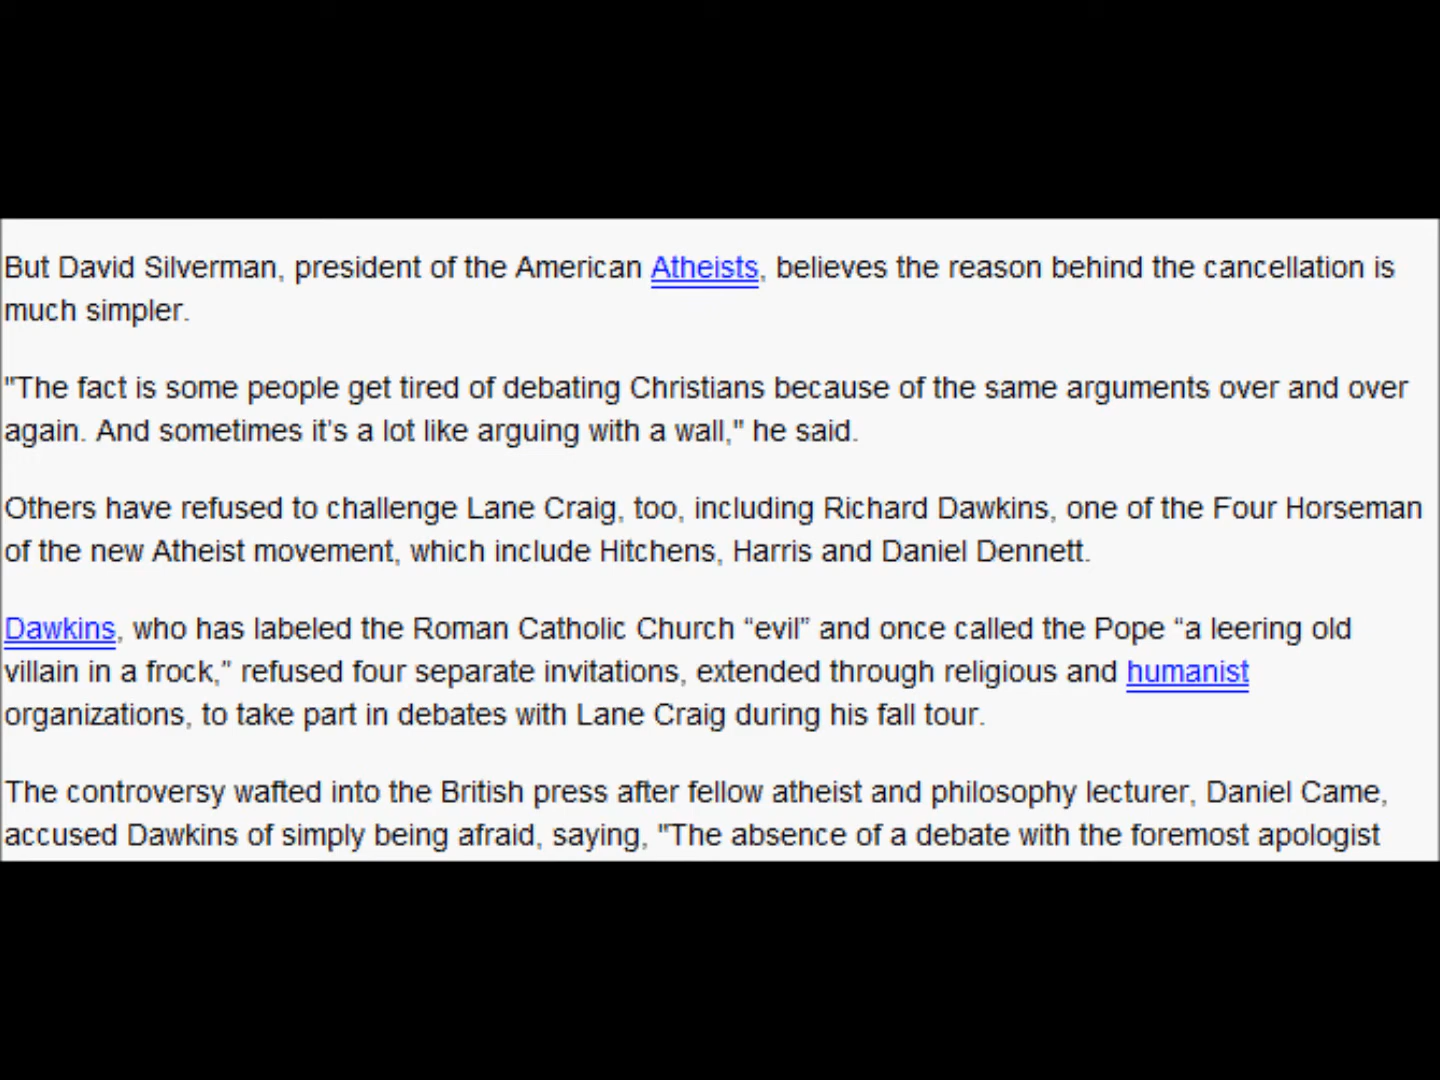 But David Silverman, president of the American Atheists, believes the reason behind the cancellation is
much simpler.
"The fact is some people get tired of debating Christians because of the same arguments over and over
again. And sometimes it's a lot like arguing with a wall," he said.
Others have refused to challenge Lane Craig, too, including Richard Dawkins, one of the Four Horseman
of the new Atheist movement, which include Hitchens, Harris and Daniel Dennett.
Dawkins, who has labeled the Roman Catholic Church “evil” and once called the Pope “a leering old
villain in a frock,” refused four separate invitations, extended through religious and humanist
organizations, to take part in debates with Lane Craig during his fall tour.
The controversy wafted into the British press after fellow atheist and philosophy lecturer, Daniel Came,
accused Dawkins of simply being afraid, saying, "The absence of a debate with the foremost apologist